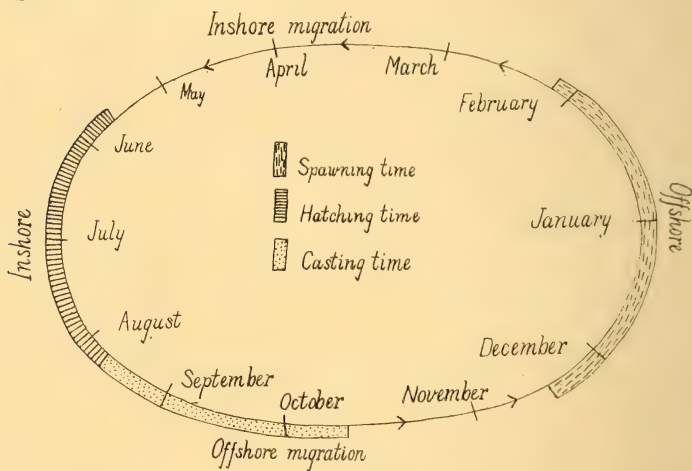 Inshore migration
April
March
May
February
June
Spawning time
Hatching time
Casting time
Inshore
July
January
Offshore
August
December
September
October
November
Offshore migration